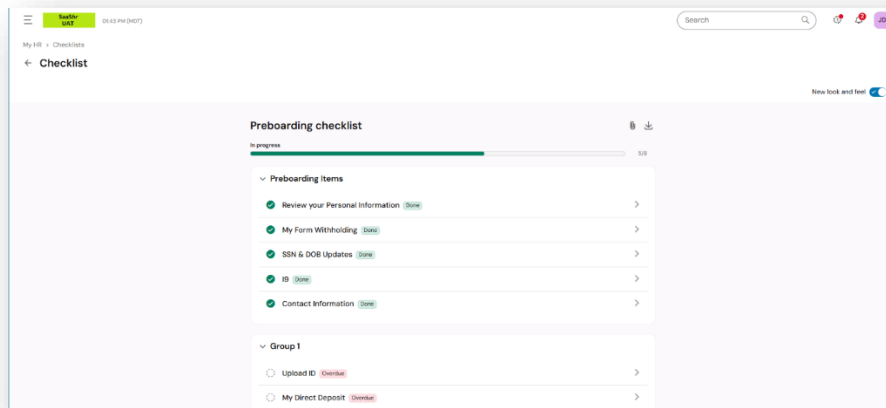 SaaShr
UAT
01:43 PM (MDT)
Search
2
JD
My HR > Checklists
← Checklist
New look and feel
Preboarding checklist
In progress
5/8
Preboarding Items
Review your Personal Information Done
My Form Withholding Done
SSN & DOB Updates Done
I9 Done
Contact Information Done
Group 1
Upload ID Overdue
My Direct Deposit Overdue